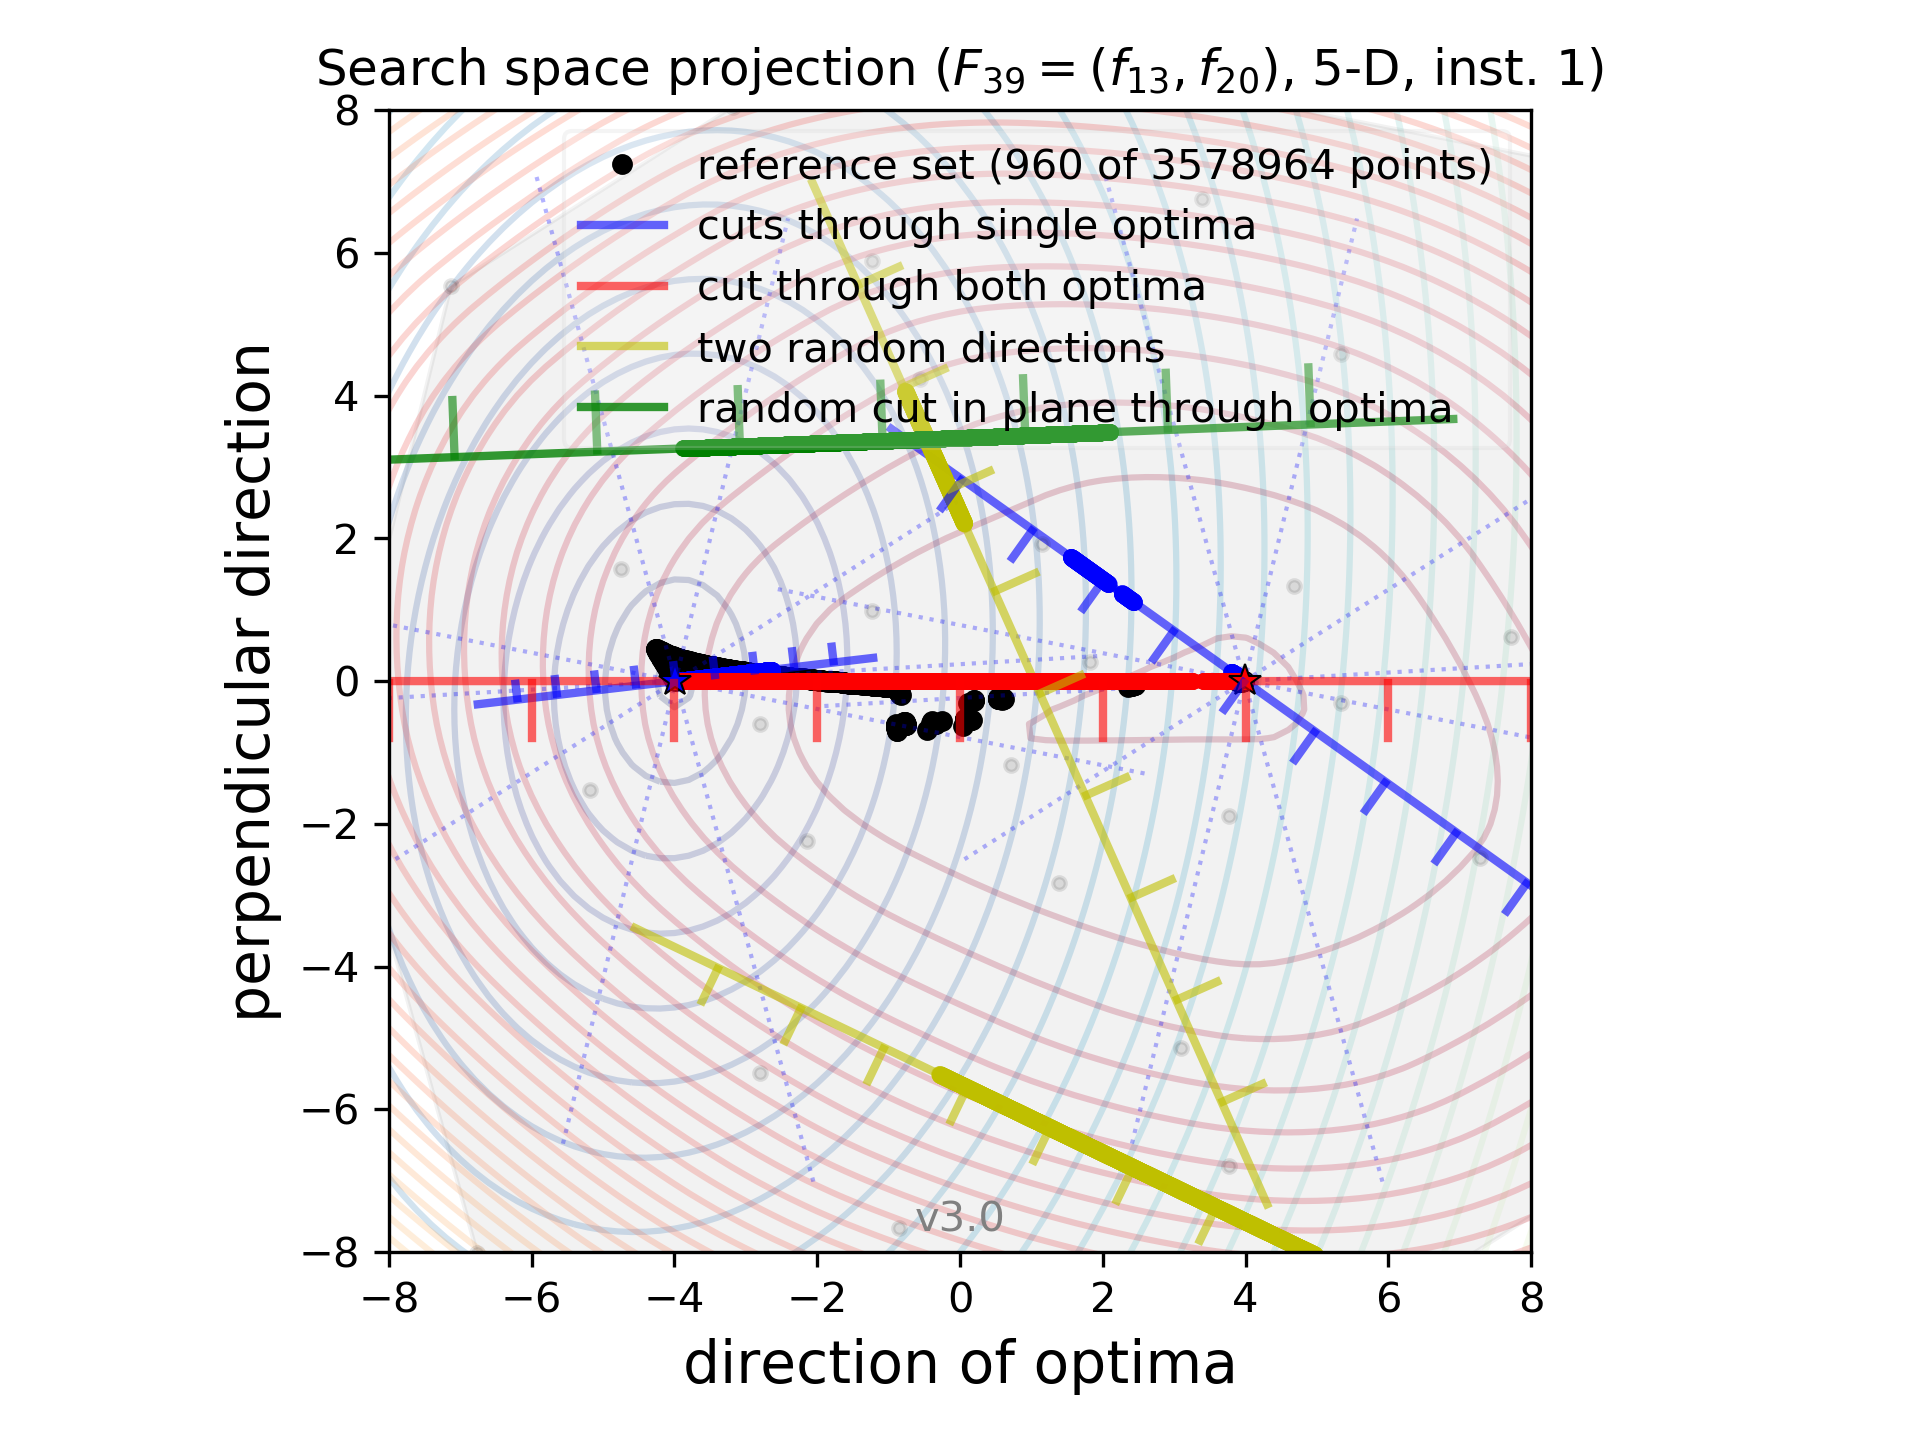 Search space projection (F₃₉ = (f₁₃, f₂₀), 5-D, inst. 1)
reference set (960 of 3578964 points)
cuts through single optima
cut through both optima
two random directions
random cut in plane through optima
8
6
4
2
0
−2
−4
−6
−8
perpendicular direction
v3.0
−8 −6 −4 −2 0 2 4 6 8
direction of optima